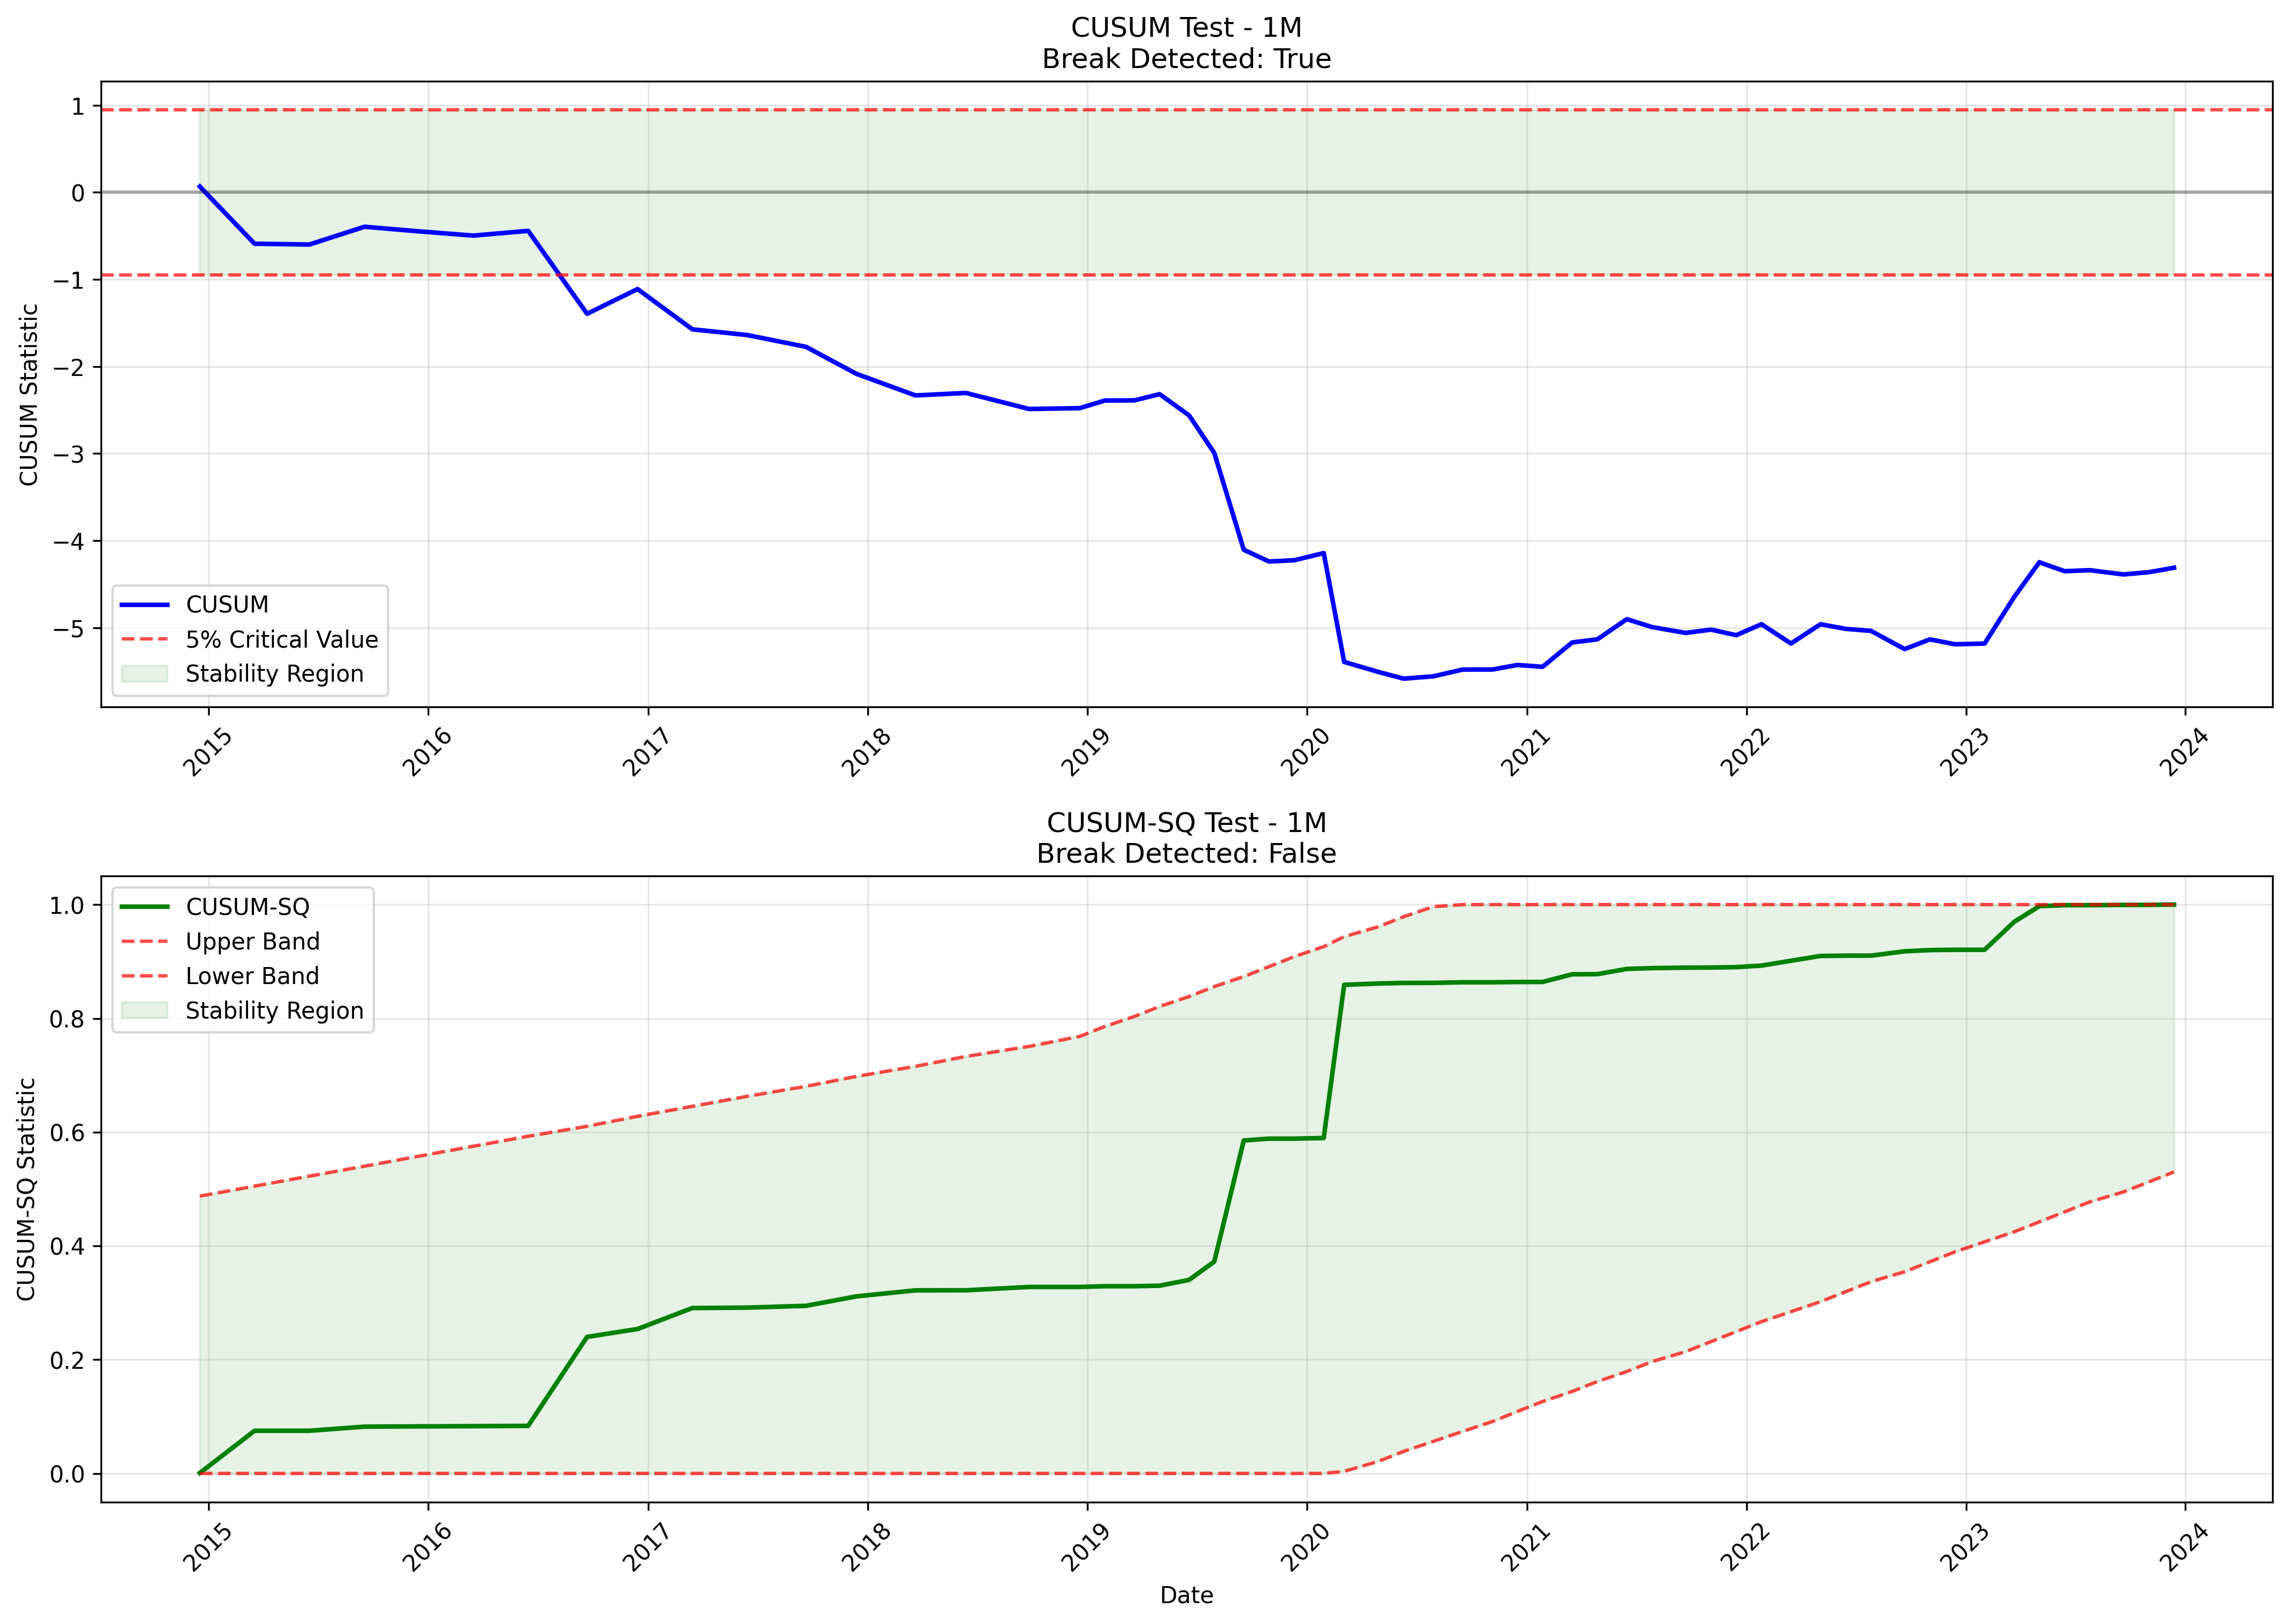 CUSUM Test - 1M
Break Detected: True
CUSUM Statistic
1
0
−1
−2
−3
−4
−5
CUSUM
5% Critical Value
Stability Region
2015
2016
2017
2018
2019
2020
2021
2022
2023
2024
CUSUM-SQ Test - 1M
Break Detected: False
CUSUM-SQ Statistic
1.0
0.8
0.6
0.4
0.2
0.0
CUSUM-SQ
Upper Band
Lower Band
Stability Region
2015
2016
2017
2018
2019
2020
2021
2022
2023
2024
Date